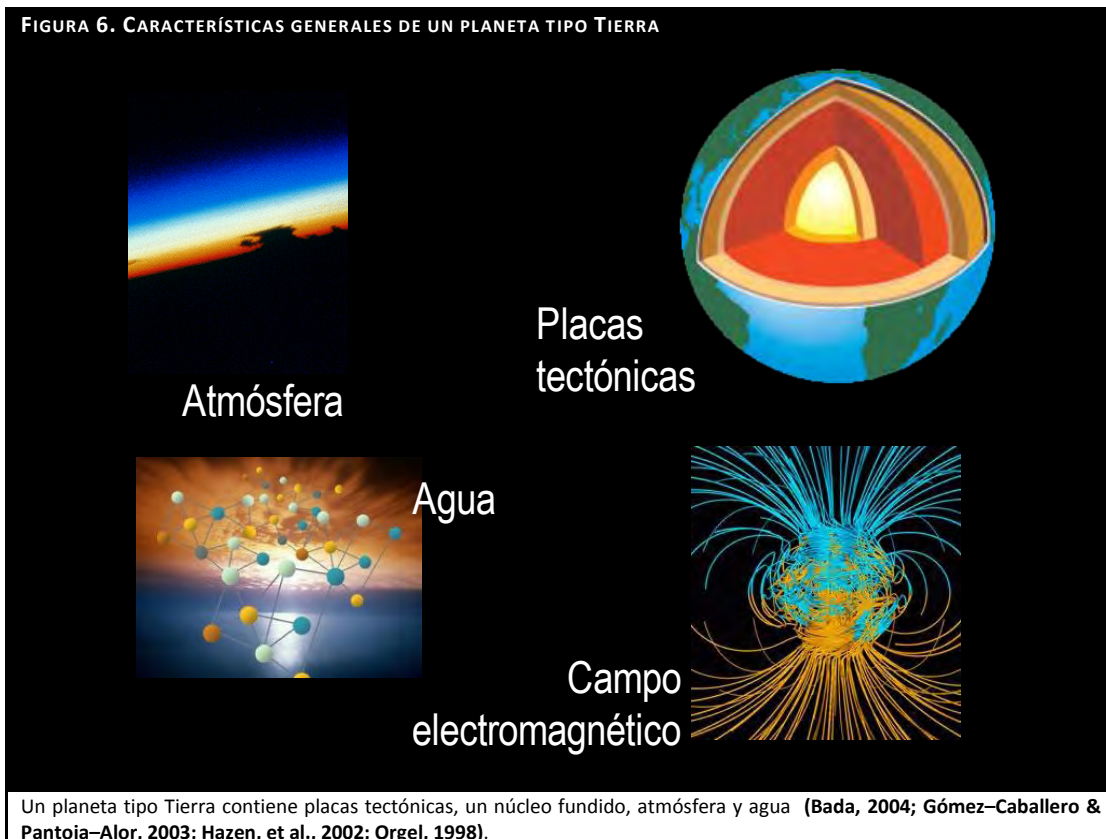 FIGURA 6. CARACTERÍSTICAS GENERALES DE UN PLANETA TIPO TIERRA
Atmósfera
Placas
tectónicas
Agua
Campo
electromagnético
Un planeta tipo Tierra contiene placas tectónicas, un núcleo fundido, atmósfera y agua (Bada, 2004; Gómez–Caballero &
Pantoja–Alor, 2003; Hazen, et al., 2002; Orgel, 1998).